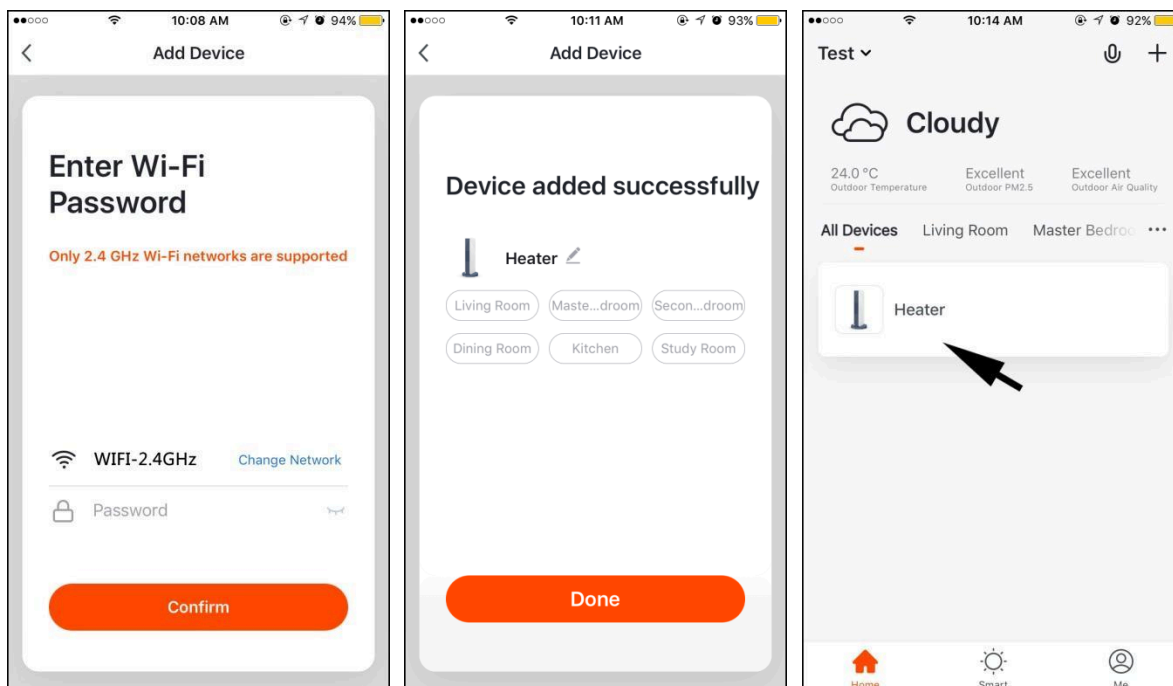 10:08 AM
94%
Add Device
Enter Wi-Fi
Password
Only 2.4 GHz Wi-Fi networks are supported
WIFI-2.4GHz
Change Network
Password
Confirm
10:11 AM
93%
Add Device
Device added successfully
Heater
Living Room
Maste...droom
Secon...droom
Dining Room
Kitchen
Study Room
Done
10:14 AM
92%
Test
Cloudy
24.0 °C
Outdoor Temperature
Excellent
Outdoor PM2.5
Excellent
Outdoor Air Quality
All Devices
Living Room
Master Bedroo
Heater
Home
Smart
Me